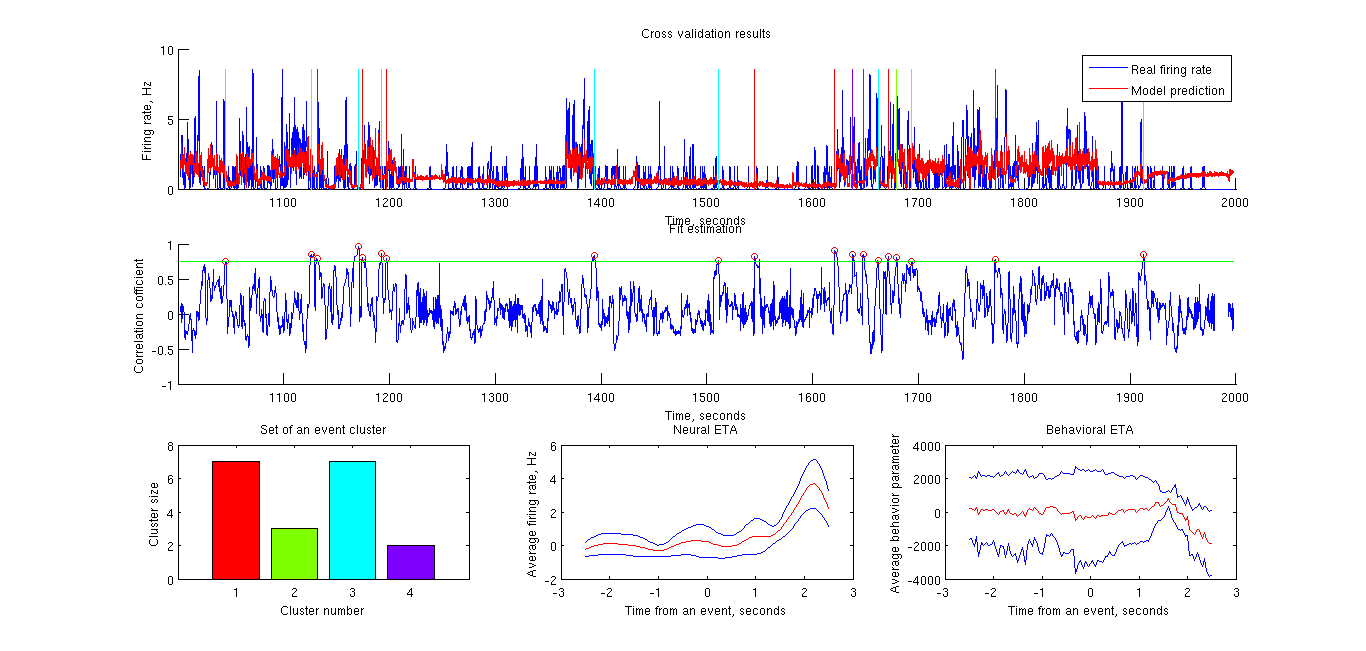 Cross validation results
10
5
0
Firing rate, Hz
Real firing rate
Model prediction
1100 1200 1300 1400 1500 1600 1700 1800 1900 2000
Time, seconds
Fit estimation
1
0.5
0
-0.5
-1
Correlation cofficient
1100 1200 1300 1400 1500 1600 1700 1800 1900 2000
Time, seconds
Set of an event cluster
8
6
4
2
0
Cluster size
1 2 3 4
Cluster number
Neural ETA
6
4
2
0
-2
Average firing rate, Hz
-3 -2 -1 0 1 2 3
Time from an event, seconds
Behavioral ETA
4000
2000
0
-2000
-4000
Average behavior parameter
-3 -2 -1 0 1 2 3
Time from an event, seconds